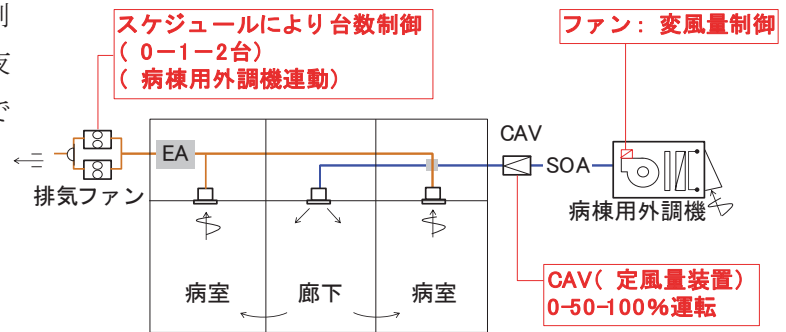 制
夜
で
スケジュールにより台数制御
( 0-1-2台)
( 病棟用外調機連動)
ファン: 変風量制御
CAV
EA
SOA
排気ファン
病棟用外調機
病室
廊下
病室
CAV( 定風量装置)
0-50-100%運転